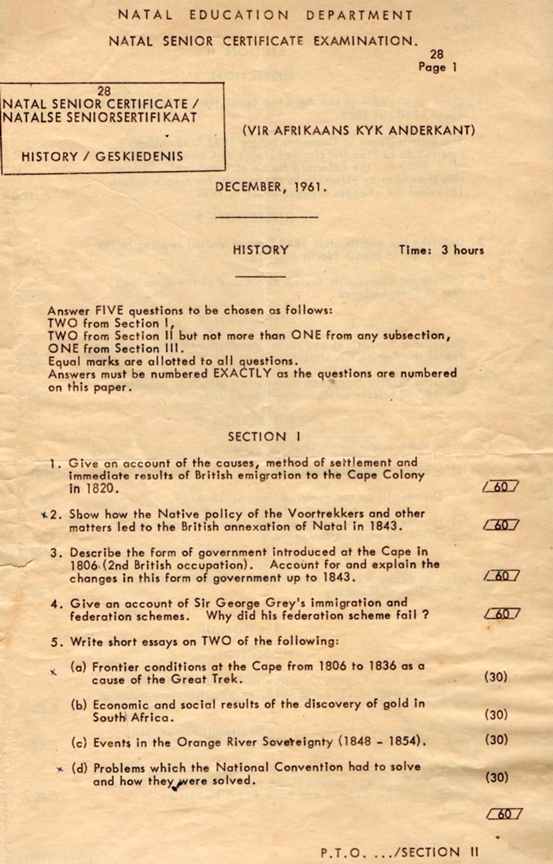 NATAL EDUCATION DEPARTMENT
NATAL SENIOR CERTIFICATE EXAMINATION.
28
Page 1
28
NATAL SENIOR CERTIFICATE /
NATALSE SENIORSERTIFIKAAT
HISTORY / GESKIEDENIS
(VIR AFRIKAANS KYK ANDERKANT)
DECEMBER, 1961.
HISTORY Time: 3 hours
Answer FIVE questions to be chosen as follows:
TWO from Section I,
TWO from Section II but not more than ONE from any subsection,
ONE from Section III.
Equal marks are allotted to all questions.
Answers must be numbered EXACTLY as the questions are numbered
on this paper.
SECTION I
1. Give an account of the causes, method of settlement and
immediate results of British emigration to the Cape Colony
in 1820. /60/
x2. Show how the Native policy of the Voortrekkers and other
matters led to the British annexation of Natal in 1843. /60/
3. Describe the form of government introduced at the Cape in
1806 (2nd British occupation). Account for and explain the
changes in this form of government up to 1843. /60/
4. Give an account of Sir George Grey's immigration and
federation schemes. Why did his federation scheme fail ? /60/
5. Write short essays on TWO of the following:
x (a) Frontier conditions at the Cape from 1806 to 1836 as a
cause of the Great Trek. (30)
(b) Economic and social results of the discovery of gold in
South Africa. (30)
(c) Events in the Orange River Sovereignty (1848 - 1854). (30)
x (d) Problems which the National Convention had to solve
and how they were solved. (30)
/60/
P.T.O. .../SECTION II